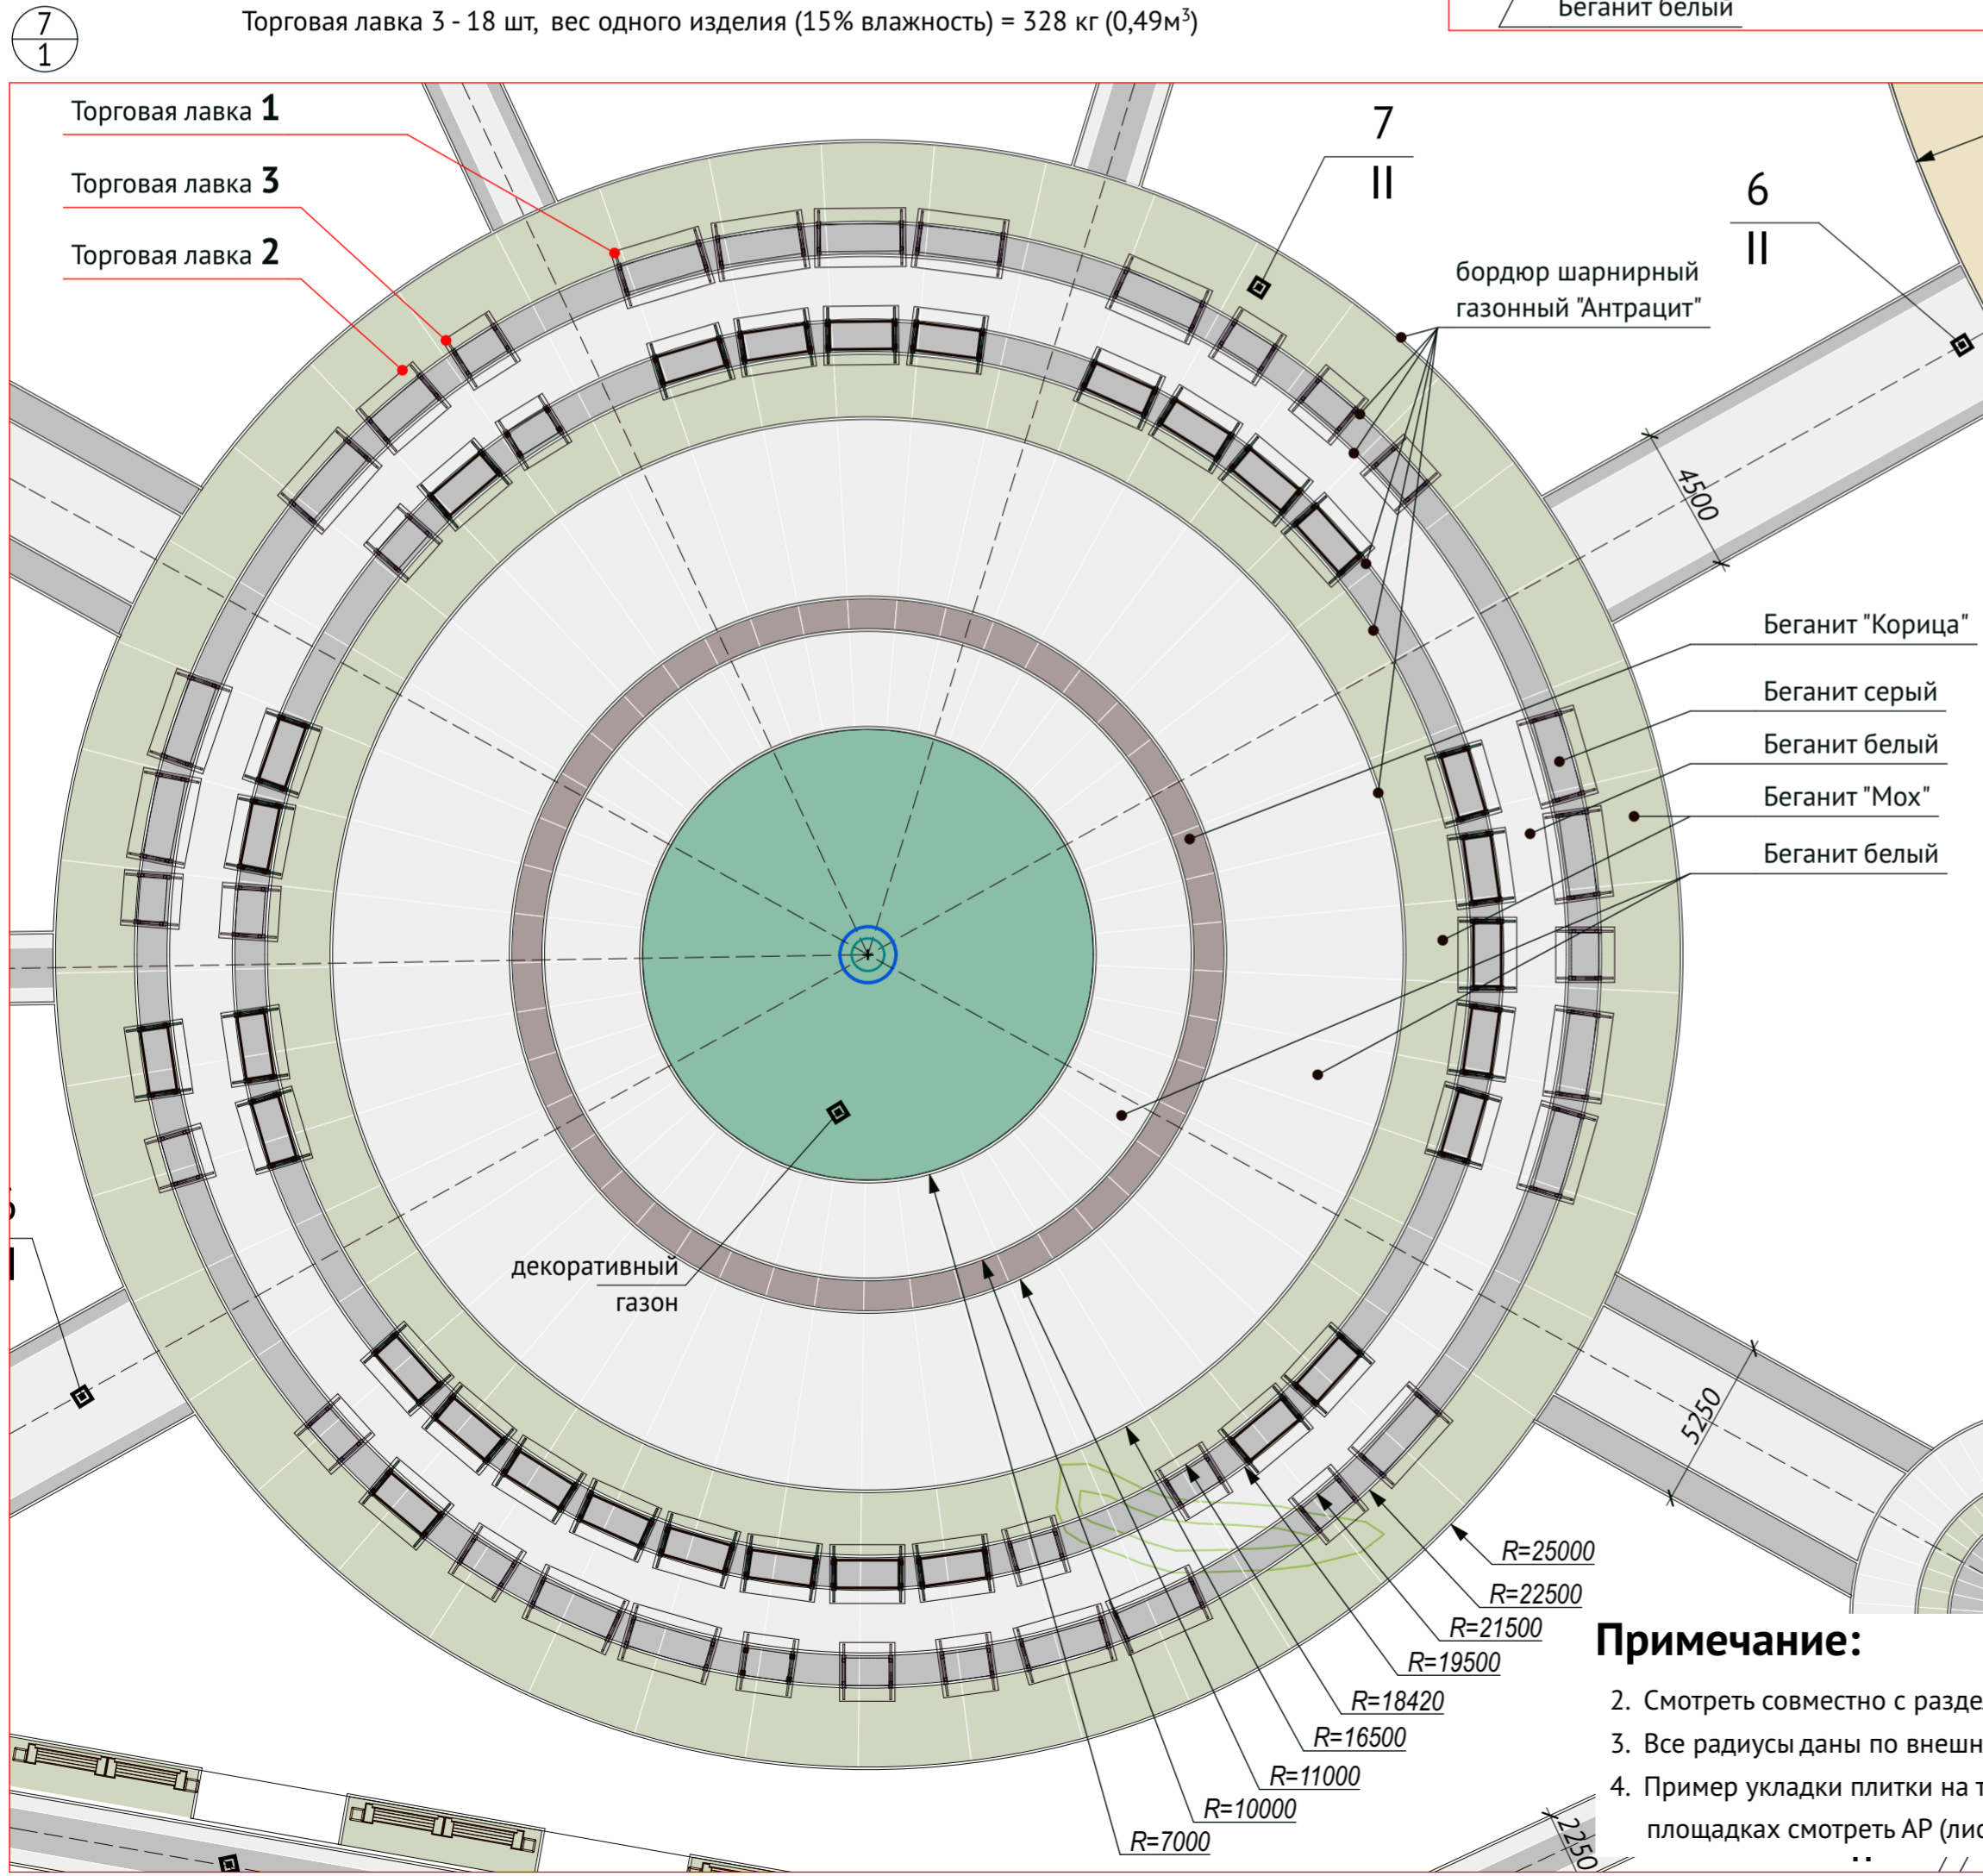 7
1
Торговая лавка 3 - 18 шт, вес одного изделия (15% влажность) = 328 кг (0,49м³)
Беганит белый
Торговая лавка 1
Торговая лавка 3
Торговая лавка 2
7
II
6
II
бордюр шарнирный
газонный "Антрацит"
4500
Беганит "Корица"
Беганит серый
Беганит белый
Беганит "Мох"
Беганит белый
декоративный
газон
5250
R=25000
R=22500
R=21500
R=19500
R=18420
R=16500
R=11000
R=10000
R=7000
2250
Примечание:
2. Смотреть совместно с разде
3. Все радиусы даны по внешн
4. Пример укладки плитки на т
площадках смотреть АР (лис